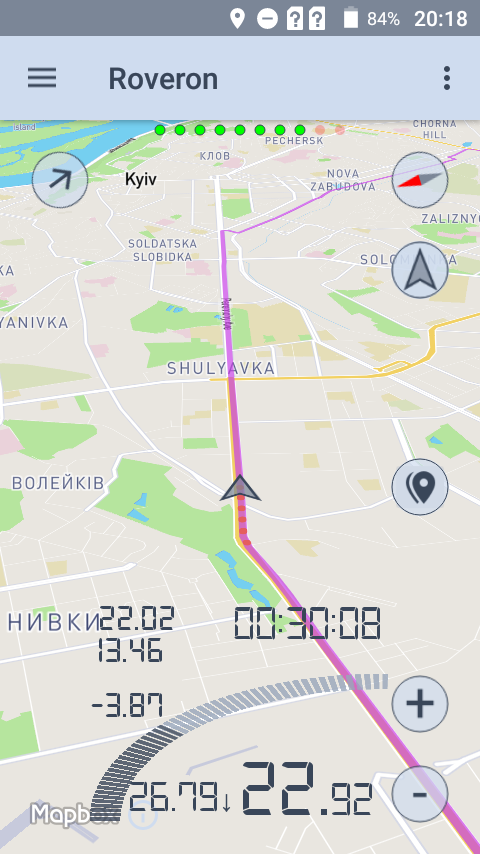 84% 20:18
Roveron
island
CHORNA
HILL
PECHERSK
КЛОВ
Kyiv
NOVA
ZABUDOVA
ZALIZNY
SOLDATSKA
SLOBIDKA
KA
YANIVKA
SHULYAVKA
ВОЛЕЙКІВ
НИВКИ
22.02
00:30:08
13.46
-3.87
26.79↓ 22.92
Mapbox